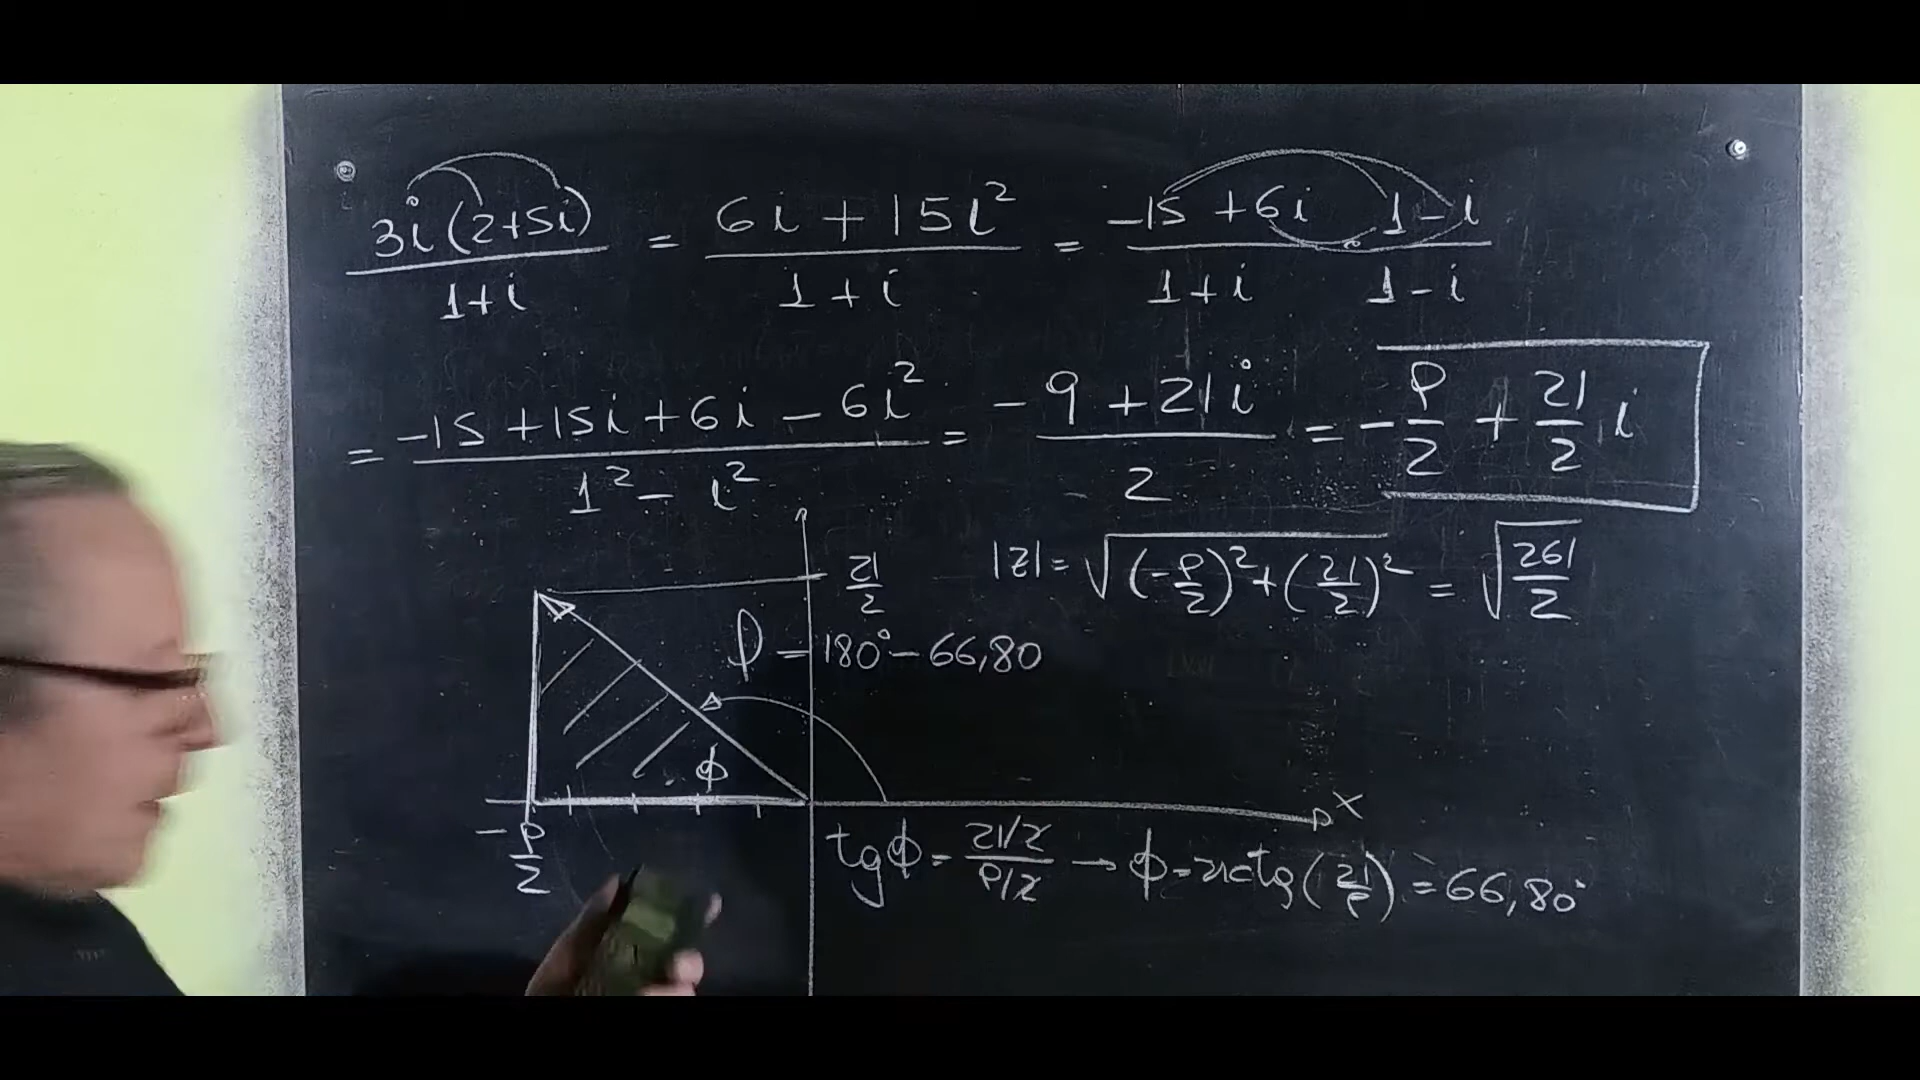 3i(2+5i)/1+i = 6i+15i²/1+i = -15+6i/1+i 1-i/1-i
= -15+15i+6i-6i²/1²-i² = -9+21i/2 = -9/2 + 21/2 i
21/2 |z| = √(-9/2)²+(21/2)² = √261/2
φ = 180°-66,80
ϕ
x
-9/2 tgϕ = 21/2/9/2 → ϕ=arctg(21/9) = 66,80°